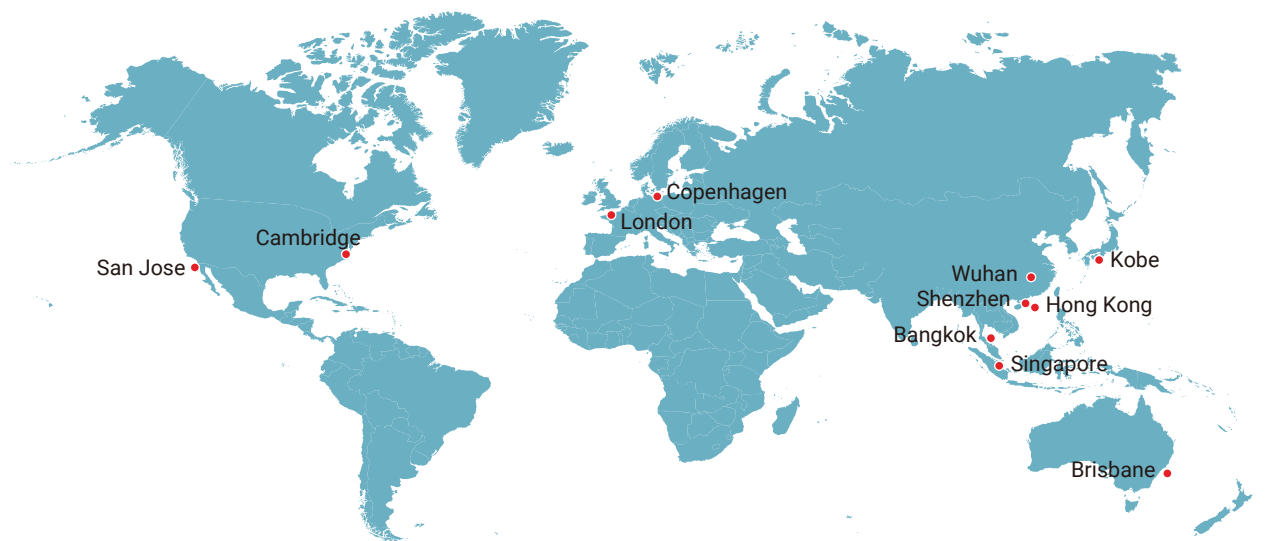 Copenhagen
London
Cambridge
San Jose
Kobe
Wuhan
Shenzhen
Hong Kong
Bangkok
Singapore
Brisbane